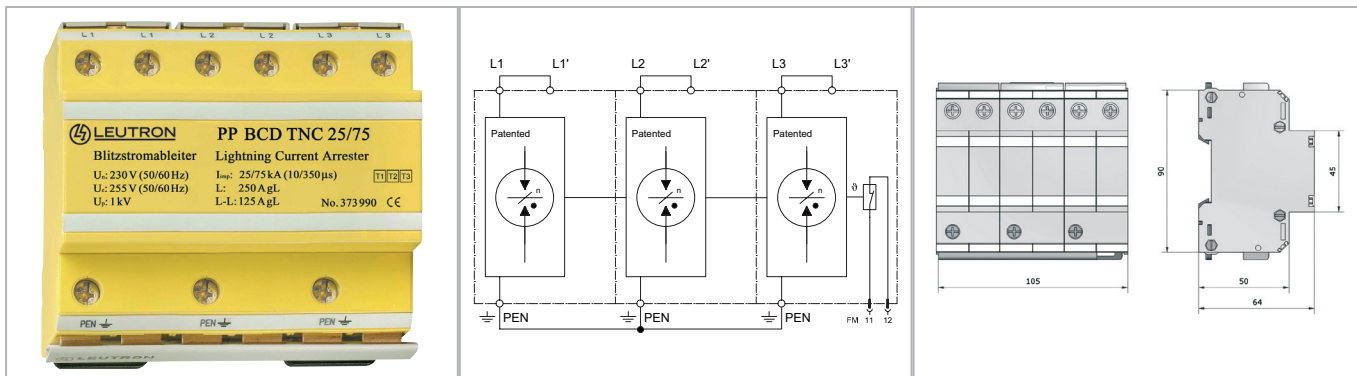 L1 L1 L2 L2 L3 L3
LEUTRON
PP BCD TNC 25/75
Blitzstromableiter
Lightning Current Arrester
Un: 230 V (50/60 Hz)
Iimp: 25/75 kA (10/350 µs)
T1 T2 T3
Uc: 255 V (50/60 Hz)
L: 250 A gL
Up: 1 kV
L-L: 125 A gL
No. 373 990 CE
PEN PEN PEN
LEUTRON
L1 L1' L2 L2' L3 L3'
Patented Patented Patented
n n n ϑ
PEN PEN PEN FM 11 12
90
45
105
50
64